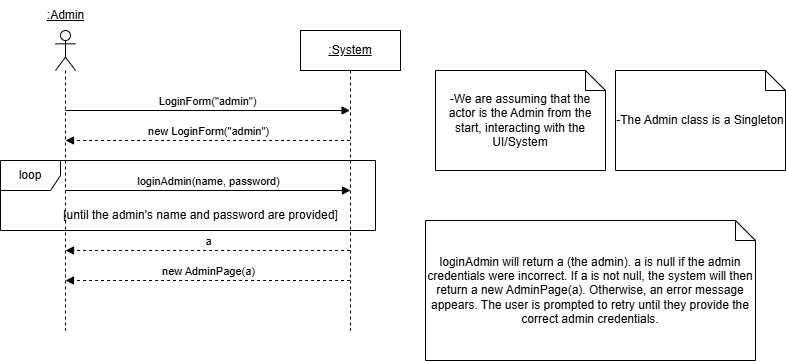 :Admin
:System
LoginForm("admin")
new LoginForm("admin")
loop
loginAdmin(name, password)
[until the admin's name and password are provided]
a
new AdminPage(a)
-We are assuming that the
actor is the Admin from the
start, interacting with the
UI/System
-The Admin class is a Singleton
loginAdmin will return a (the admin). a is null if the admin
credentials were incorrect. If a is not null, the system will then
return a new AdminPage(a). Otherwise, an error message
appears. The user is prompted to retry until they provide the
correct admin credentials.